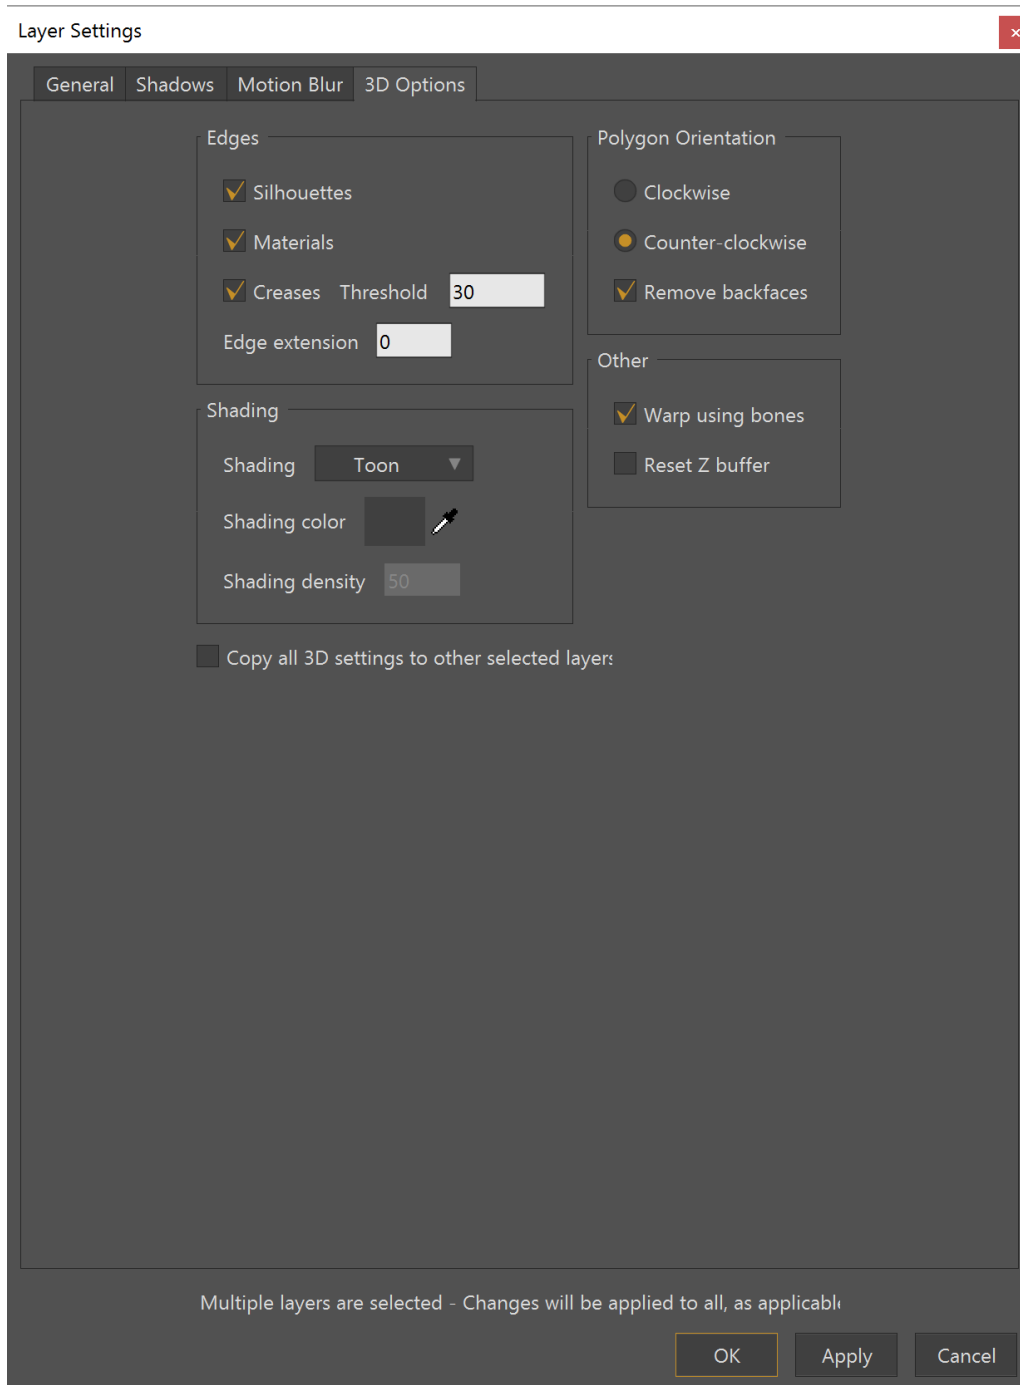 Layer Settings
General Shadows Motion Blur 3D Options
Edges
Silhouettes
Materials
Creases Threshold 30
Edge extension 0
Polygon Orientation
Clockwise
Counter-clockwise
Remove backfaces
Other
Warp using bones
Reset Z buffer
Shading
Shading Toon
Shading color
Shading density 50
Copy all 3D settings to other selected layers
Multiple layers are selected - Changes will be applied to all, as applicable
OK Apply Cancel